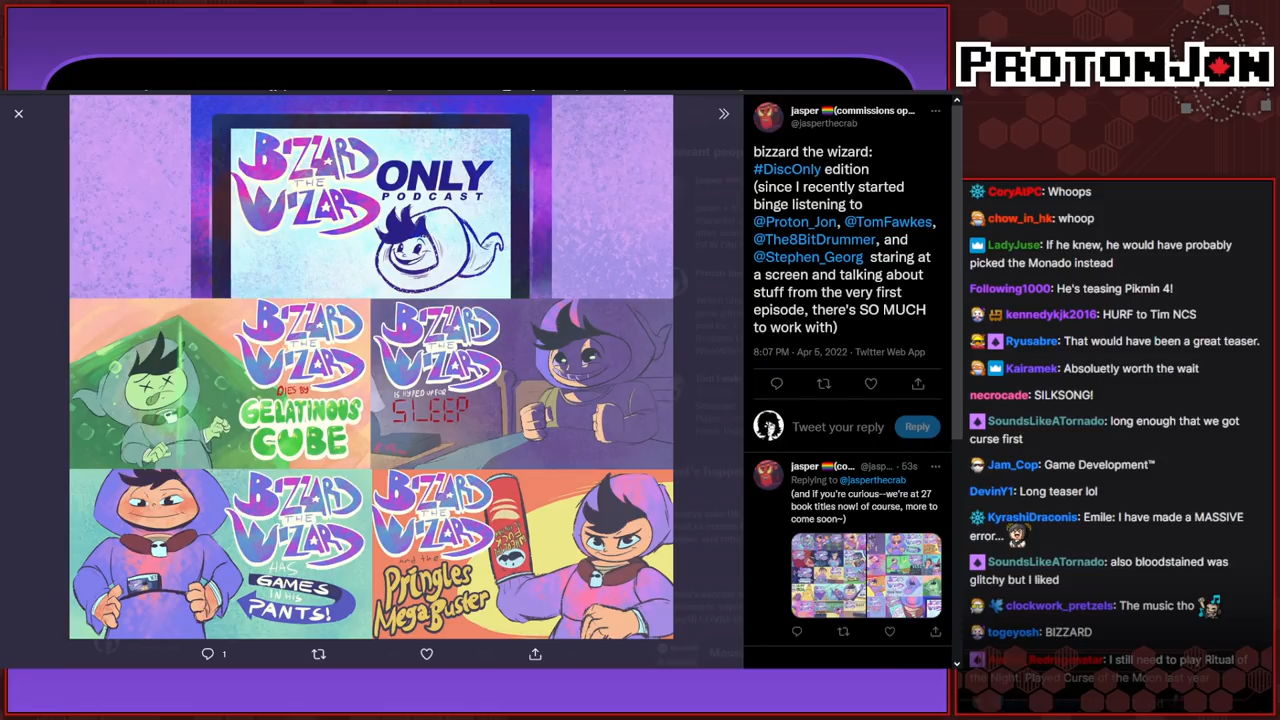 PROTONJON
BIZZARD
THE
WIZARD
ONLY
PODCAST
BIZZARD
THE
WIZARD
DIES BY
GELATINOUS
CUBE
BIZZARD
THE
WIZARD
IS HYPED UP FOR
SLEEP
BIZZARD
THE
WIZARD
HAS
GAMES
IN HIS
PANTS!
BIZZARD
THE
WIZARD
and the
Pringles
MegaBuster
1
jasper 🏳️‍🌈(commissions op...
@jasperthecrab
bizzard the wizard:
#DiscOnly edition
(since I recently started
binge listening to
@Proton_Jon, @TomFawkes,
@The8BitDrummer, and
@Stephen_Georg staring at
a screen and talking about
stuff from the very first
episode, there's SO MUCH
to work with)
8:07 PM · Apr 5, 2022 · Twitter Web App
Tweet your reply
Reply
jasper 🏳️‍🌈(co... @jasp... · 53s
Replying to @jasperthecrab
(and if you're curious--we're at 27
book titles now! of course, more to
come soon~)
CoryAtPC: Whoops
chow_in_hk: whoop
LadyJuse: If he knew, he would have probably
picked the Monado instead
Following1000: He's teasing Pikmin 4!
kennedykjk2016: HURF to Tim NCS
Ryusabre: That would have been a great teaser.
Kairamek: Absoluetly worth the wait
necrocade: SILKSONG!
SoundsLikeATornado: long enough that we got
curse first
Jam_Cop: Game Development™
DevinY1: Long teaser lol
KyrashiDraconis: Emile: I have made a MASSIVE
error...
SoundsLikeATornado: also bloodstained was
glitchy but I liked
clockwork_pretzels: The music tho
togeyosh: BIZZARD
I still need to play Ritual of
the Night. Played Curse of the Moon last year